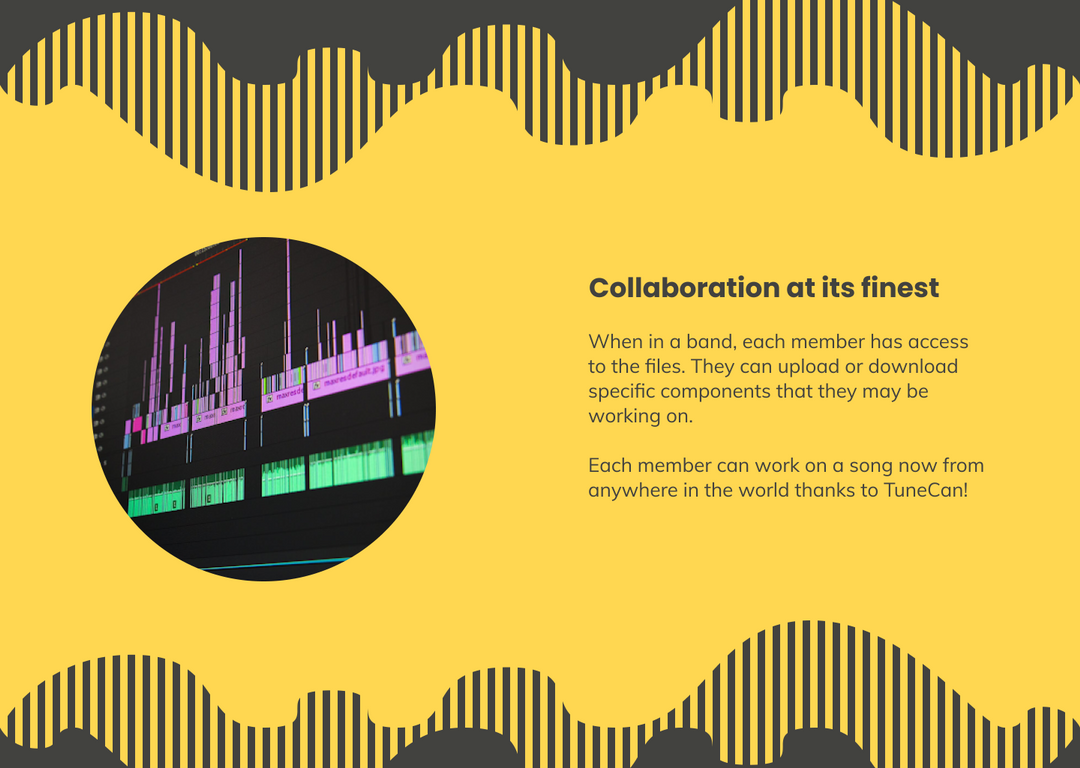 Collaboration at its finest
When in a band, each member has access
to the files. They can upload or download
specific components that they may be
working on.
Each member can work on a song now from
anywhere in the world thanks to TuneCan!
maxresdefault.jpg